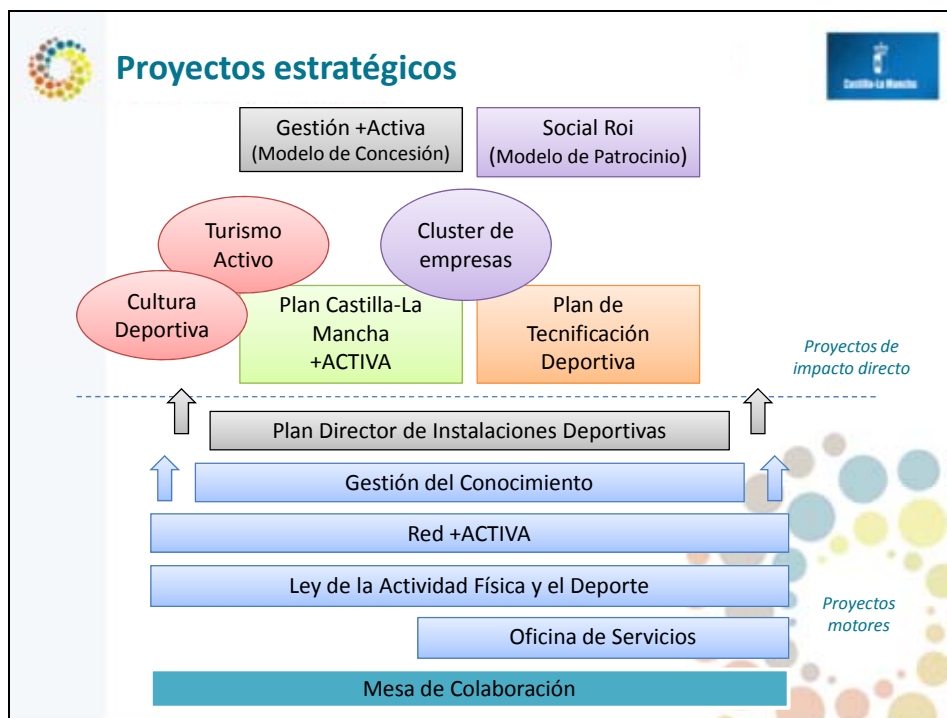 Proyectos estratégicos
Castilla-La Mancha
Gestión +Activa
(Modelo de Concesión)
Social Roi
(Modelo de Patrocinio)
Turismo
Activo
Cluster de
empresas
Cultura
Deportiva
Plan Castilla-La
Mancha
+ACTIVA
Plan de
Tecnificación
Deportiva
Proyectos de
impacto directo
Plan Director de Instalaciones Deportivas
Gestión del Conocimiento
Red +ACTIVA
Ley de la Actividad Física y el Deporte
Proyectos
motores
Oficina de Servicios
Mesa de Colaboración